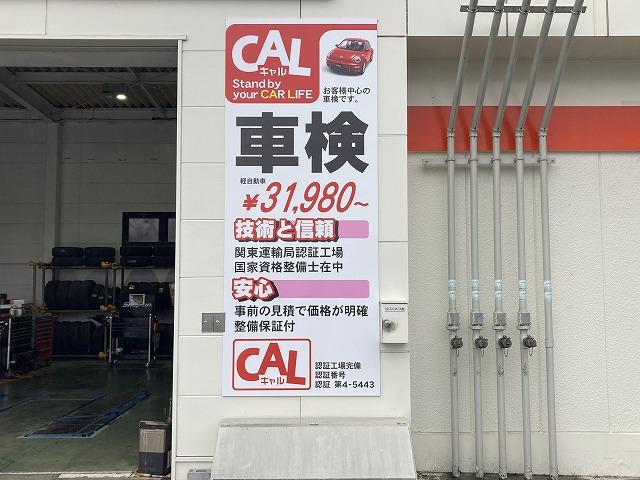 CAL
キャル
Stand by
your CAR LIFE
お客様中心の
車検です。
車検
軽自動車
¥31,980~
技術と信頼
関東運輸局認証工場
国家資格整備士在中
安心
事前の見積で価格が明確
整備保証付
CAL
キャル
認証工場完備
認証番号
認証 第4-5443
Snap-on